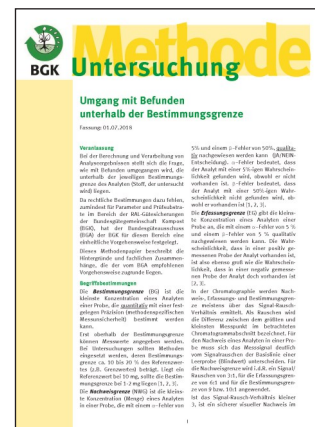 Methode
BGK
Untersuchung
Umgang mit Befunden
unterhalb der Bestimmungsgrenze
Fassung: 01.02.2018
Veranlassung
Bei der Berechnung und Verarbeitung von
Analysenergebnissen stellt sich die Frage,
wie mit Befunden umgegangen wird, die
unterhalb der jeweiligen Bestimmungs-
grenze des Analyten (Stoff, der untersucht
wird) liegen.
Da rechtliche Bestimmungen dazu fehlen,
zumindest für Parameter und Prüfbestra-
te im Bereich der RAL-Gütesicherungen
der Bundesgütegemeinschaft Kompost
(BGK), hat der Bundesgüteausschuss
(BGA) der BGK für diesen Bereich eine
einheitliche Vorgehensweise festgelegt.
Dieses Methodenpapier beschreibt die
Hintergründe und fachlichen Zusammen-
hänge, die der vom BGA empfohlenen
Vorgehensweise zugrunde liegen.
Begriffsbestimmungen
Die Bestimmungsgrenze (BG) ist die
kleinste Konzentration eines Analyten
einer Probe, die quantitativ mit einer fest-
gelegten Präzision (methodenspezifischer
Messunsicherheit) bestimmt werden
kann.
Erst oberhalb der Bestimmungsgrenze
können Messwerte angegeben werden.
Bei Untersuchungen sollten Methoden
eingesetzt werden, deren Bestimmungs-
grenze ca. 10 bis 20 % des Referenzwer-
ten (z.B. Grenzwerten) beträgt. Liegt ein
Referenzwert bei 10 mg, sollte die Bestim-
mungsgrenze bei 1-2 mg liegen [1, 2, 3].
Die Nachweisgrenze (NWG) ist die kleins-
te Konzentration (Menge) eines Analyten
in einer Probe, die mit einem α-Fehler von
5% und einem β-Fehler von 50%, qualita-
tiv nachgewiesen werden kann (JA/NEIN-
Entscheidung). α-Fehler bedeutet, dass
der Analyt mit einer 5%-igen Wahrschein-
lichkeit gefunden wird, obwohl er nicht
vorhanden ist. β-Fehler bedeutet, dass
der Analyt mit einer 50%-igen Wahr-
scheinlichkeit nicht gefunden wird, ob-
wohl er vorhanden ist [1, 2, 3].
Die Erfassungsgrenze (EG) gibt die kleins-
te Konzentration eines Analyten einer
Probe an, die mit einem α-Fehler von 5 %
und einem β-Fehler von 5 % qualitativ
nachgewiesen werden kann. Die Wahr-
scheinlichkeit, dass in einer positiv ge-
messenen Probe der Analyt vorhanden ist,
ist also ebenso groß wie die Wahrschein-
lichkeit, dass in einer negativ gemesse-
nen Probe der Analyt doch vorhanden ist
[2, 3].
In der Chromatographie werden Nach-
weis-, Erfassungs- und Bestimmungsgren-
ze meistens über das Signal-Rausch-
Verhältnis ermittelt. Als Rauschen wird
die Differenz zwischen dem größten und
kleinsten Messpunkt im betrachteten
Chromatogrammabschnitt bezeichnet. Für
den Nachweis eines Analyten in einer Pro-
be muss sich das Messsignal deutlich
vom Signalrauschen der Basislinie einer
Leerprobe (Blindwert) unterscheiden. Für
die Nachweisgrenze wird i.d.R. ein Signal/
Rauschen von 3:1, für die Erfassungsgren-
ze von 6:1 und für die Bestimmungsgren-
ze von 9 bzw. 10:1 angewendet.
Ist das Signal-Rausch-Verhältnis kleiner
3, ist ein sicherer visueller Nachweis im
1